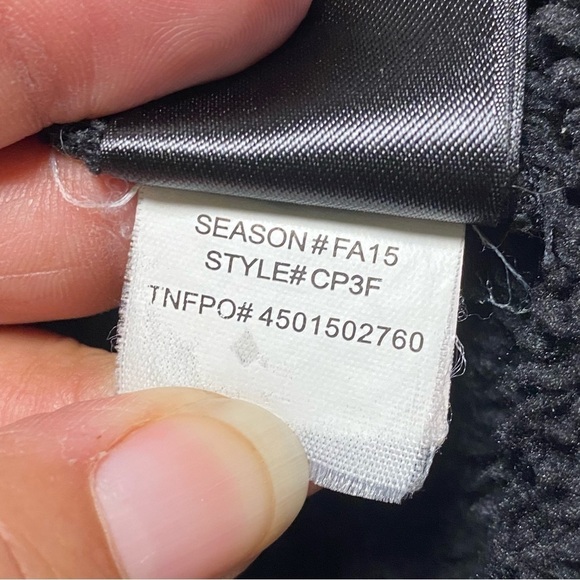 SEASON # FA15
STYLE# CP3F
TNFPO# 4501502760